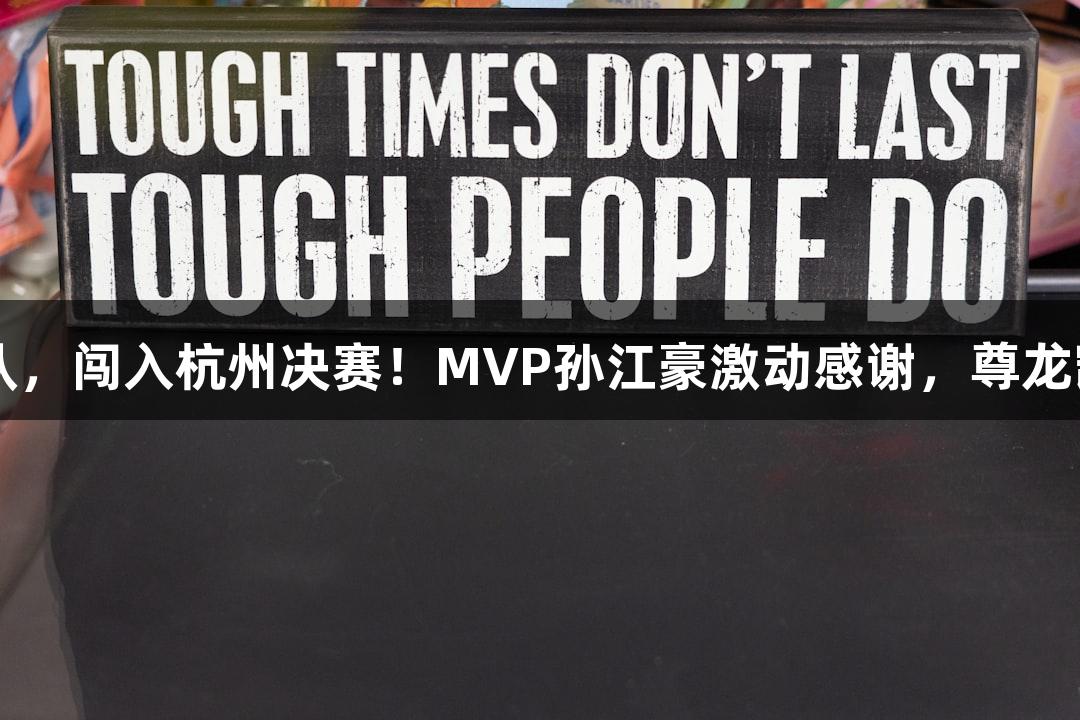 TOUGH TIMES DON'T LAST
TOUGH PEOPLE DO
，闯入杭州决赛！MVP孙江豪激动感谢，尊龙